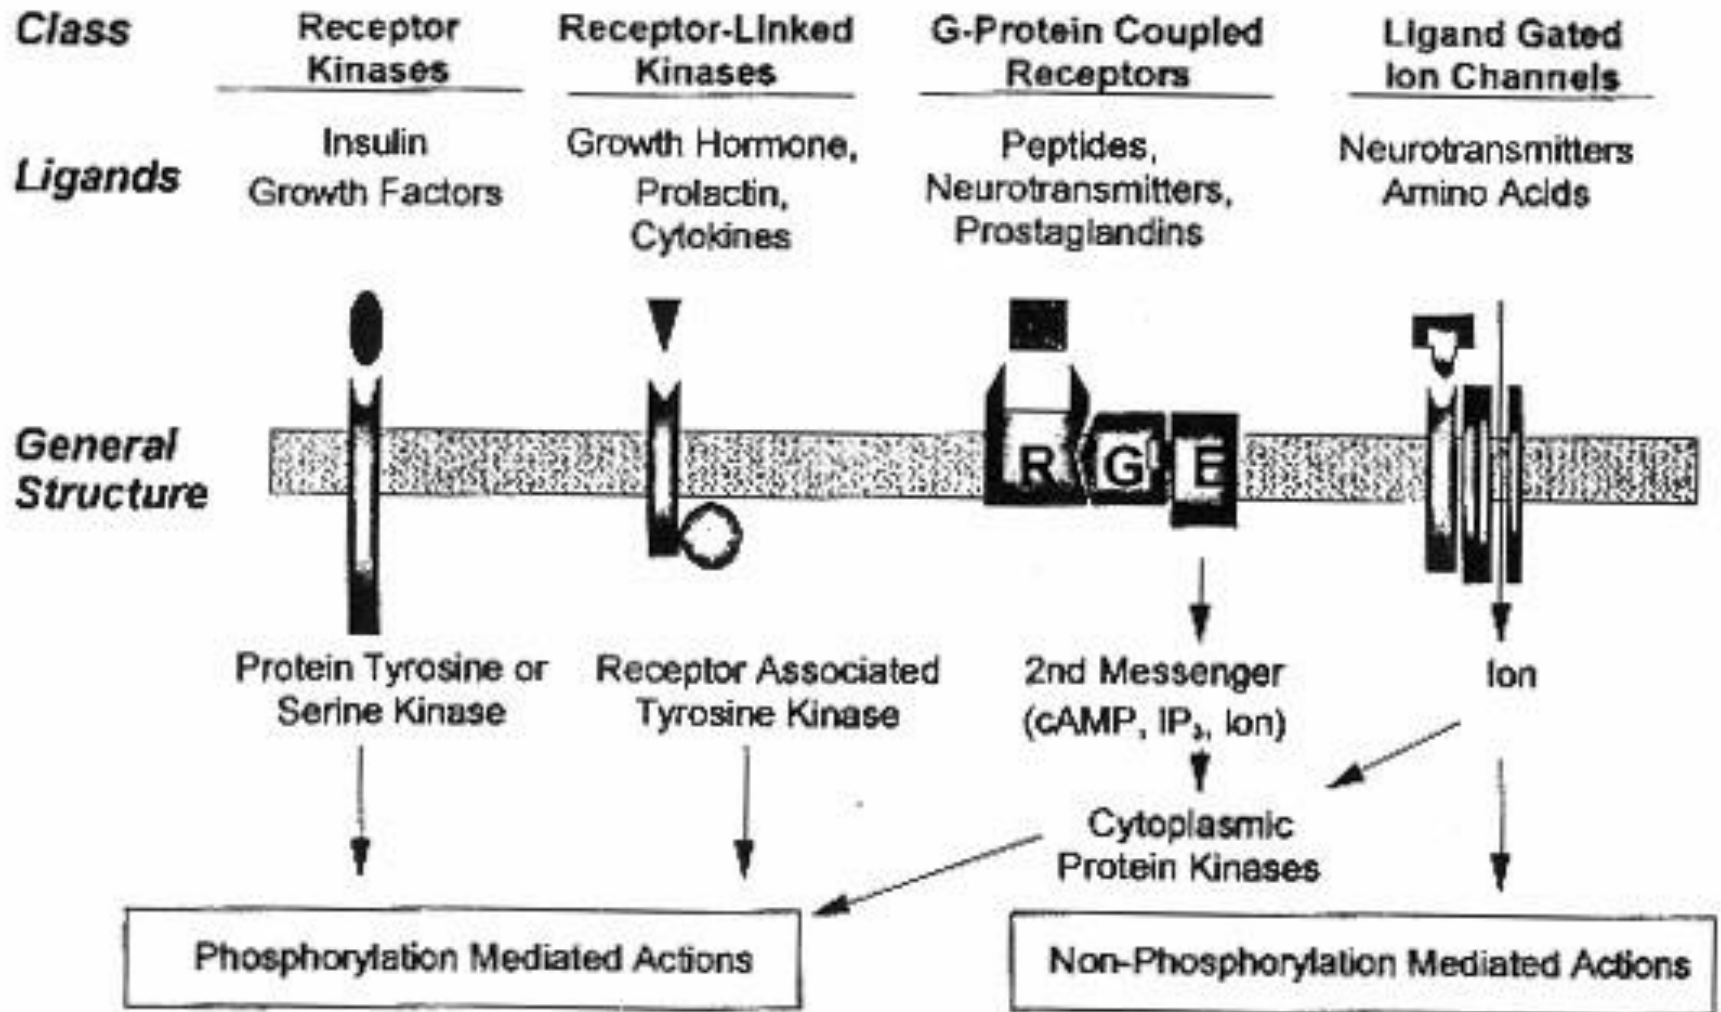 Class
Receptor
Kinases
Receptor-Linked
Kinases
G-Protein Coupled
Receptors
Ligand Gated
Ion Channels
Ligands
Insulin
Growth Factors
Growth Hormone,
Prolactin,
Cytokines
Peptides,
Neurotransmitters,
Prostaglandins
Neurotransmitters
Amino Acids
General
Structure
R G E
Protein Tyrosine or
Serine Kinase
Receptor Associated
Tyrosine Kinase
2nd Messenger
(cAMP, IP₃, Ion)
Ion
Cytoplasmic
Protein Kinases
Phosphorylation Mediated Actions
Non-Phosphorylation Mediated Actions